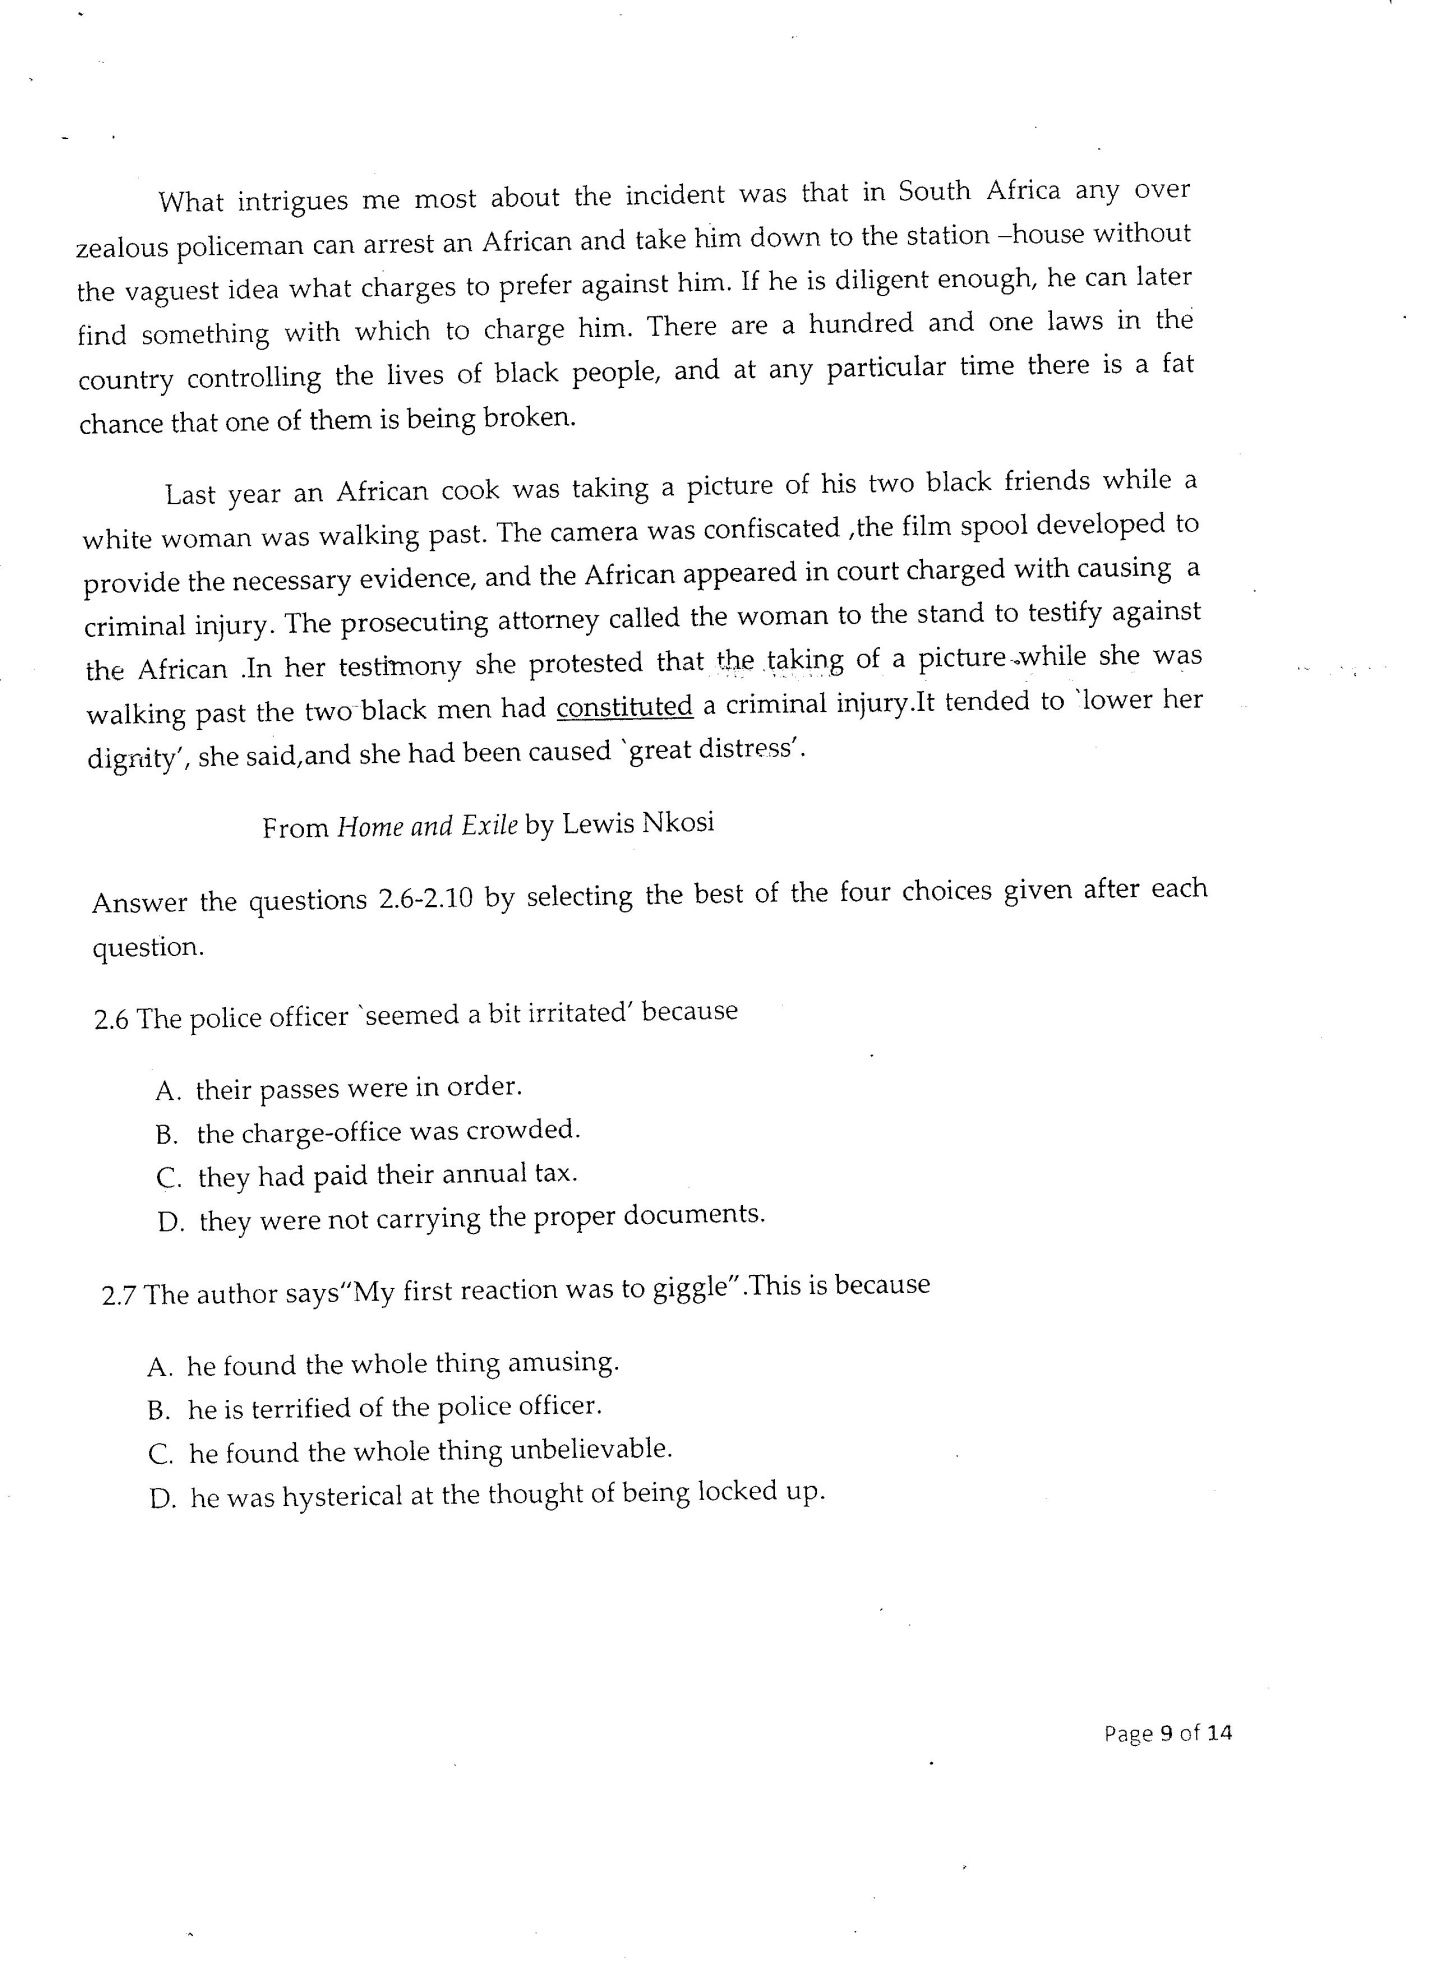 What intrigues me most about the incident was that in South Africa any over
zealous policeman can arrest an African and take him down to the station –house without
the vaguest idea what charges to prefer against him. If he is diligent enough, he can later
find something with which to charge him. There are a hundred and one laws in the
country controlling the lives of black people, and at any particular time there is a fat
chance that one of them is being broken.
Last year an African cook was taking a picture of his two black friends while a
white woman was walking past. The camera was confiscated ,the film spool developed to
provide the necessary evidence, and the African appeared in court charged with causing a
criminal injury. The prosecuting attorney called the woman to the stand to testify against
the African .In her testimony she protested that the taking of a picture while she was
walking past the two black men had constituted a criminal injury.It tended to `lower her
dignity’, she said,and she had been caused `great distress’.
From Home and Exile by Lewis Nkosi
Answer the questions 2.6-2.10 by selecting the best of the four choices given after each
question.
2.6 The police officer `seemed a bit irritated’ because
A. their passes were in order.
B. the charge-office was crowded.
C. they had paid their annual tax.
D. they were not carrying the proper documents.
2.7 The author says“My first reaction was to giggle”.This is because
A. he found the whole thing amusing.
B. he is terrified of the police officer.
C. he found the whole thing unbelievable.
D. he was hysterical at the thought of being locked up.
Page 9 of 14